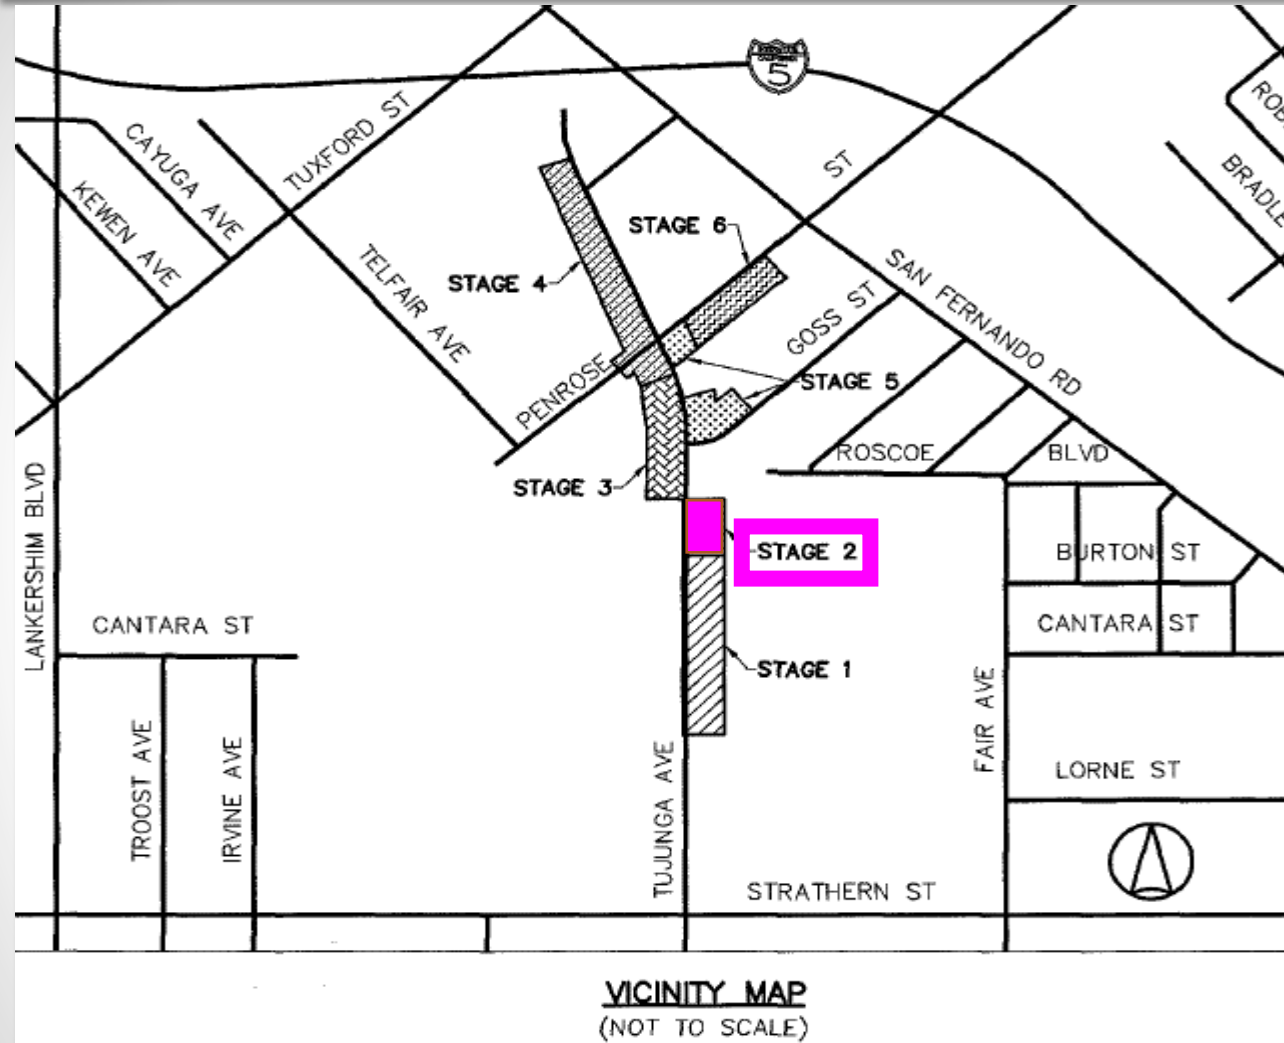 5
TUXFORD ST
CAYUGA AVE
KEWEN AVE
TELFAIR AVE
ST
BRADLE
STAGE 6
STAGE 4
SAN FERNANDO RD
GOSS ST
PENROSE
STAGE 5
ROSCOE
BLVD
STAGE 3
LANKERSHIM BLVD
STAGE 2
BURTON ST
CANTARA ST
CANTARA ST
STAGE 1
TROOST AVE
IRVINE AVE
TUJUNGA AVE
FAIR AVE
LORNE ST
STRATHERN ST
VICINITY MAP
(NOT TO SCALE)